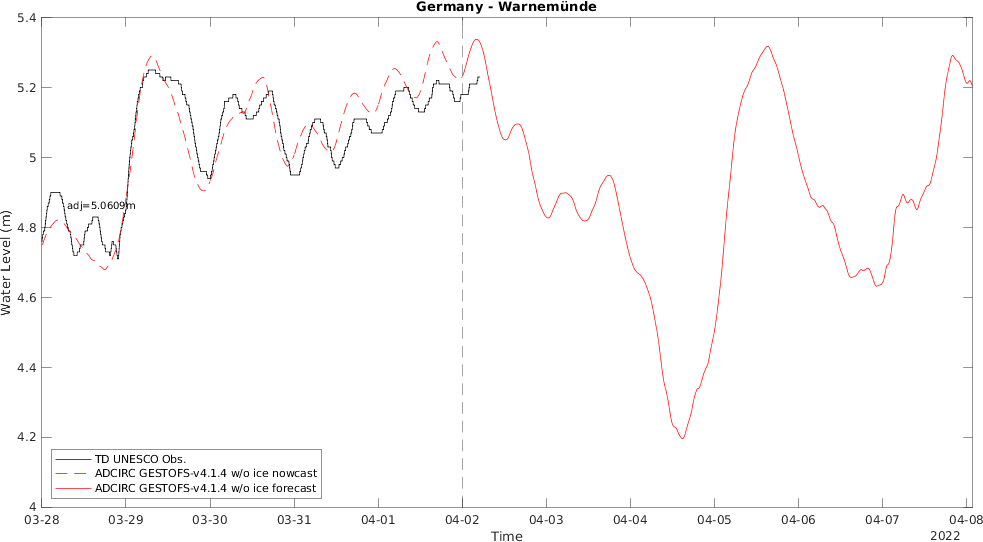 Germany - Warnemünde
5.4
5.2
5
4.8
4.6
4.4
4.2
4
Water Level (m)
adj=5.0609m
TD UNESCO Obs.
ADCIRC GESTOFS-v4.1.4 w/o ice nowcast
ADCIRC GESTOFS-v4.1.4 w/o ice forecast
03-28 03-29 03-30 03-31 04-01 04-02 04-03 04-04 04-05 04-06 04-07 04-08
Time
2022